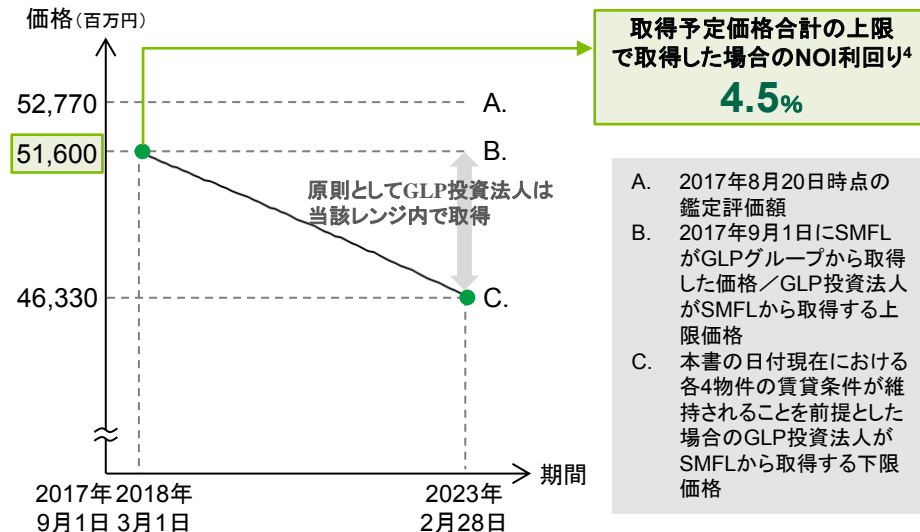 価格（百万円）
取得予定価格合計の上限
で取得した場合のNOI利回り4
4.5%
52,770
A.
51,600
B.
原則としてGLP投資法人は
当該レンジ内で取得
46,330
C.
A. 2017年8月20日時点の
鑑定評価額
B. 2017年9月1日にSMFL
がGLPグループから取得
した価格／GLP投資法人
がSMFLから取得する上
限価格
C. 本書の日付現在における
各4物件の賃貸条件が維
持されることを前提とした
場合のGLP投資法人が
SMFLから取得する下限
価格
期間
2017年
9月1日
2018年
3月1日
2023年
2月28日